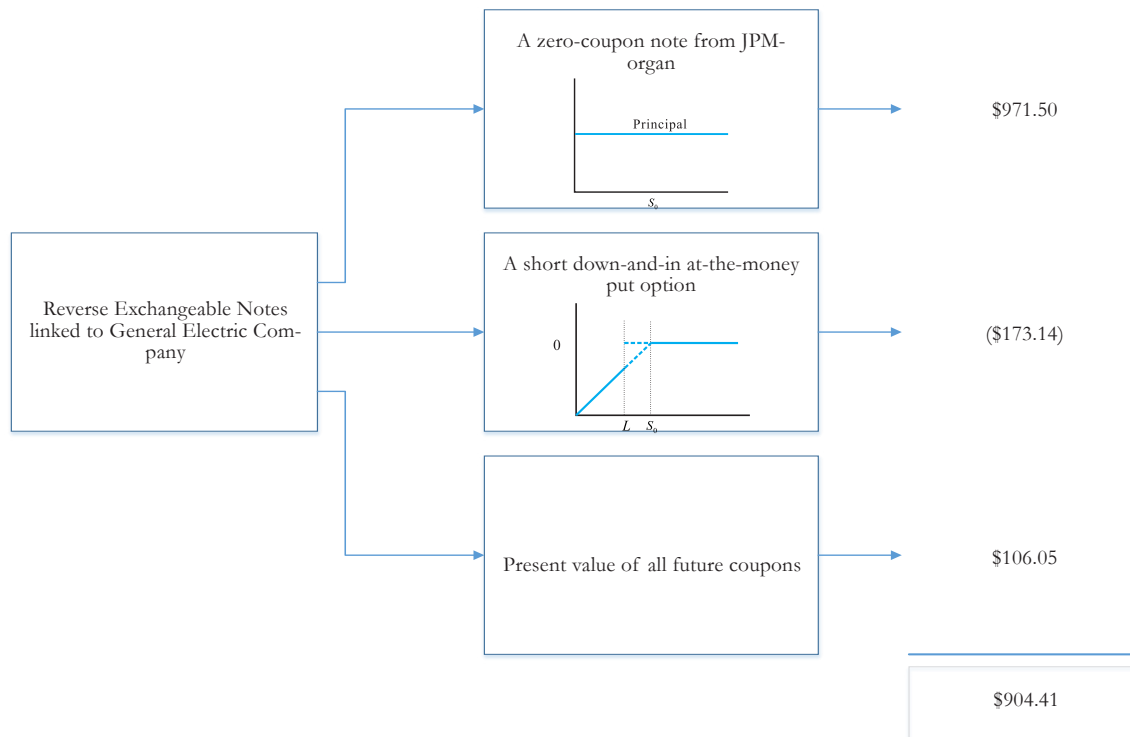 A zero-coupon note from JPM-
organ
Principal
S₀
$971.50
Reverse Exchangeable Notes
linked to General Electric Com-
pany
A short down-and-in at-the-money
put option
0
L
S₀
($173.14)
Present value of all future coupons
$106.05
$904.41